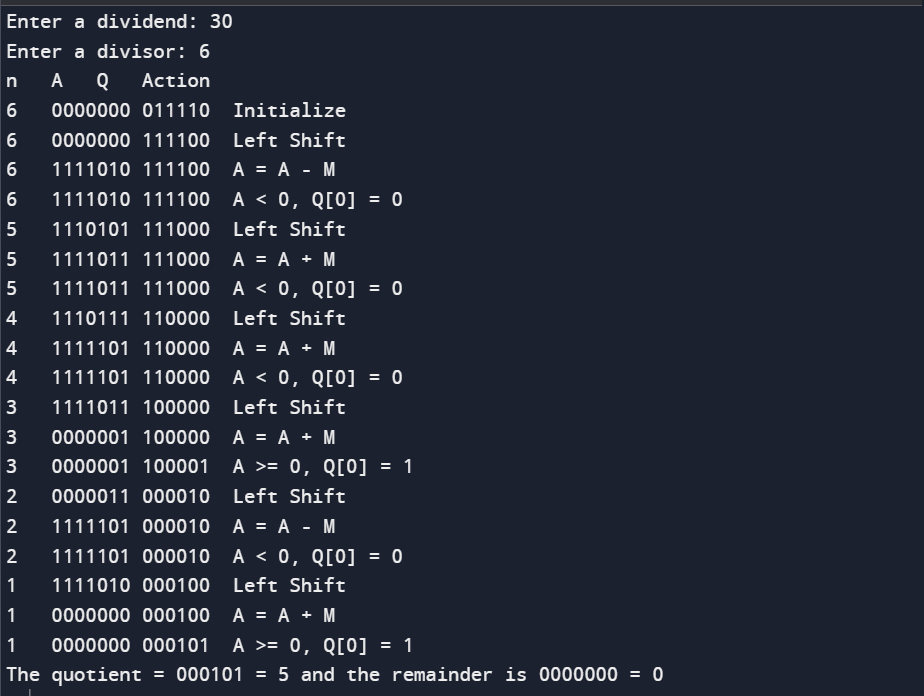 Enter a dividend: 30
Enter a divisor: 6
n   A   Q   Action
6   0000000 011110  Initialize
6   0000000 111100  Left Shift
6   1111010 111100  A = A - M
6   1111010 111100  A < 0, Q[0] = 0
5   1110101 111000  Left Shift
5   1111011 111000  A = A + M
5   1111011 111000  A < 0, Q[0] = 0
4   1110111 110000  Left Shift
4   1111101 110000  A = A + M
4   1111101 110000  A < 0, Q[0] = 0
3   1111011 100000  Left Shift
3   0000001 100000  A = A + M
3   0000001 100001  A >= 0, Q[0] = 1
2   0000011 000010  Left Shift
2   1111101 000010  A = A - M
2   1111101 000010  A < 0, Q[0] = 0
1   1111010 000100  Left Shift
1   0000000 000100  A = A + M
1   0000000 000101  A >= 0, Q[0] = 1
The quotient = 000101 = 5 and the remainder is 0000000 = 0